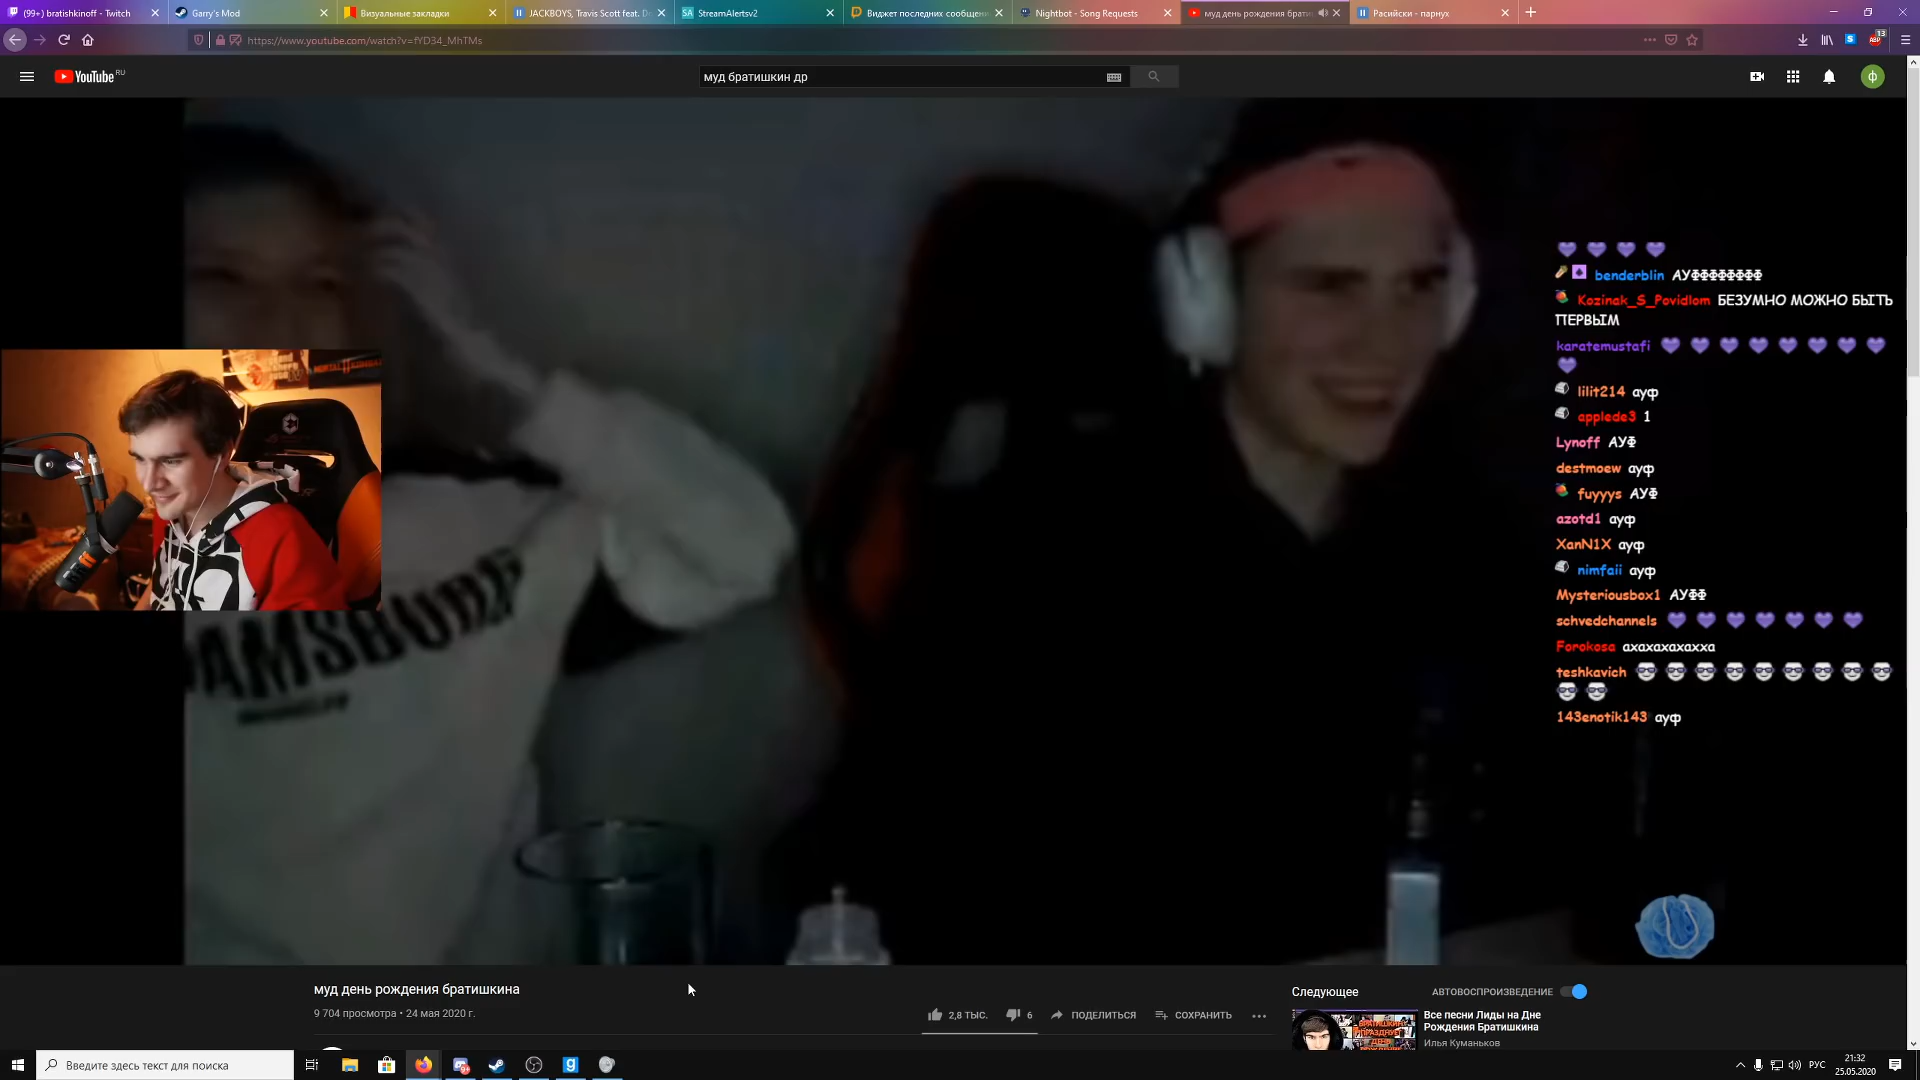 (99+) bratishkinoff - Twitch
Garry's Mod
Визуальные закладки
JACKBOYS, Travis Scott feat. D
StreamAlertsv2
Виджет последних сообщени
Nightbot - Song Requests
муд день рождения брати
Расийски - парнух
https://www.youtube.com/watch?v=fYD34_MhTMs
13
YouTube RU
муд братишкин др
ф
benderblin АУФФФФФФФФ
Kozinak_S_Povidlom БЕЗУМНО МОЖНО БЫТЬ
ПЕРВЫМ
karatemustafi
lilit214 ауф
applede3 1
Lynoff АУФ
destmoew ауф
fuyyys АУФ
azotd1 ауф
XanN1X ауф
nimfaii ауф
Mysteriousbox1 АУФФ
schvedchannels
Forokosa ахахахахахха
teshkavich
143enotik143 ауф
AMSBURG
муд день рождения братишкина
9 704 просмотра • 24 мая 2020 г.
2,8 ТЫС.
6
ПОДЕЛИТЬСЯ
СОХРАНИТЬ
Следующее
АВТОВОСПРОИЗВЕДЕНИЕ
Все песни Лиды на Дне
Рождения Братишкина
Илья Куманьков
Введите здесь текст для поиска
РУС
21:32
25.05.2020